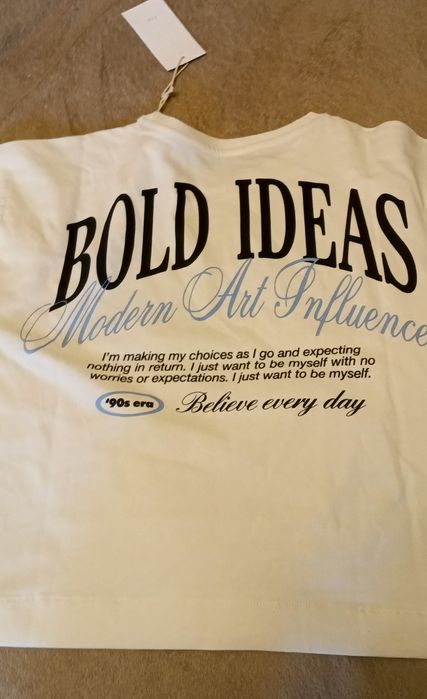 BOLD IDEAS
Modern Art Influence
I'm making my choices as I go and expecting
nothing in return. I just want to be myself with no
worries or expectations. I just want to be myself.
'90s era Believe every day